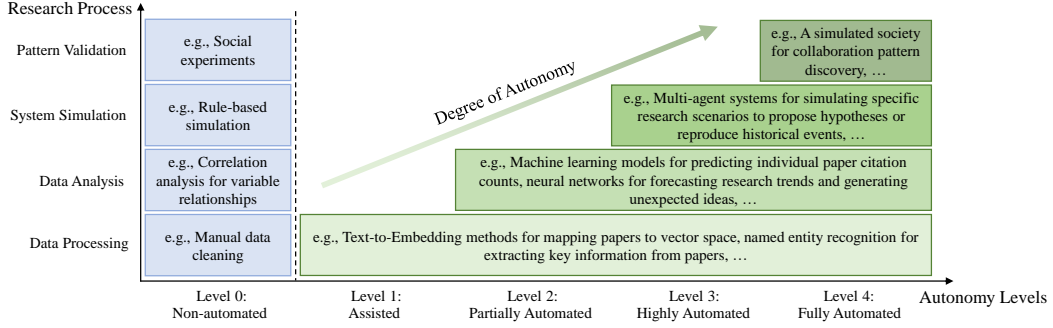 Research Process
Pattern Validation
e.g., Social
experiments
e.g., A simulated society
for collaboration pattern
discovery, …
Degree of Autonomy
System Simulation
e.g., Rule-based
simulation
e.g., Multi-agent systems for simulating specific
research scenarios to propose hypotheses or
reproduce historical events, …
Data Analysis
e.g., Correlation
analysis for variable
relationships
e.g., Machine learning models for predicting individual paper citation
counts, neural networks for forecasting research trends and generating
unexpected ideas, …
Data Processing
e.g., Manual data
cleaning
e.g., Text-to-Embedding methods for mapping papers to vector space, named entity recognition for
extracting key information from papers, …
Level 0:
Non-automated
Level 1:
Assisted
Level 2:
Partially Automated
Level 3:
Highly Automated
Level 4:
Fully Automated
Autonomy Levels